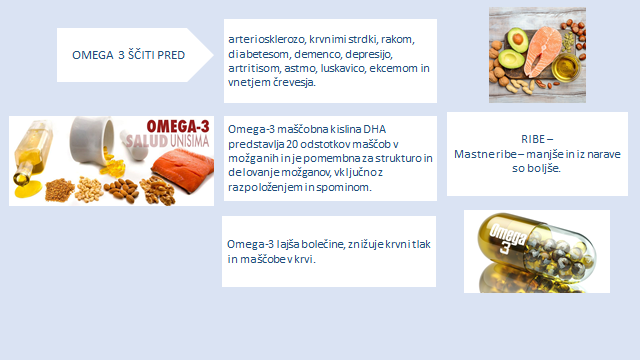 OMEGA 3 ŠČITI PRED
arteriosklerozo, krvnimi strdki, rakom,
diabetesom, demenco, depresijo,
artritisom, astmo, luskavico, ekcemom in
vnetjem črevesja.
OMEGA-3
SALUD UNISIMA
Omega-3 maščobna kislina DHA
predstavlja 20 odstotkov maščob v
možganih in je pomembna za strukturo in
delovanje možganov, vključno z
razpoloženjem in spominom.
RIBE –
Mastne ribe – manjše in iz narave
so boljše.
Omega-3 lajša bolečine, znižuje krvni tlak
in maščobe v krvi.
Omega
3